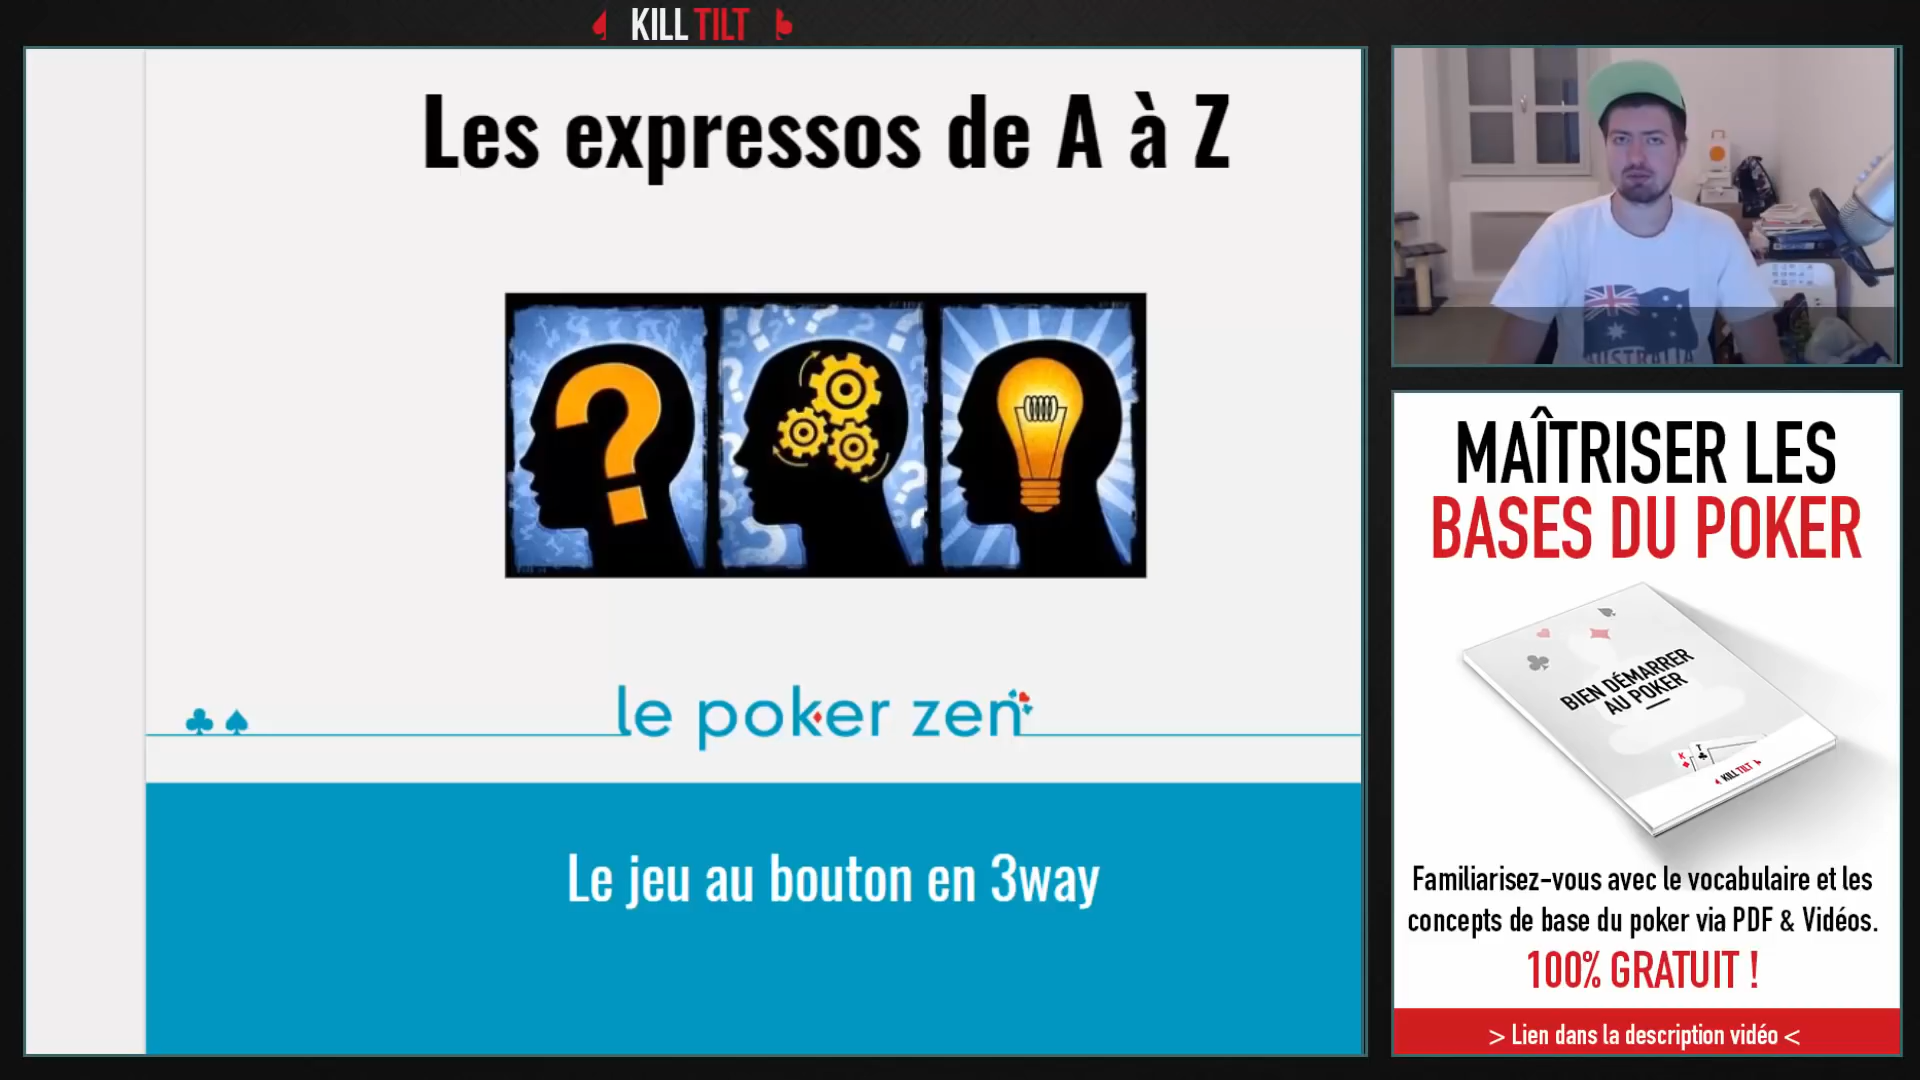 KILL TILT
Les expressos de A à Z
le poker zen
Le jeu au bouton en 3way
AUSTRALIA
MAÎTRISER LES
BASES DU POKER
BIEN DÉMARRER
AU POKER
K T
KILL TILT
Familiarisez-vous avec le vocabulaire et les
concepts de base du poker via PDF & Vidéos.
100% GRATUIT !
> Lien dans la description vidéo <